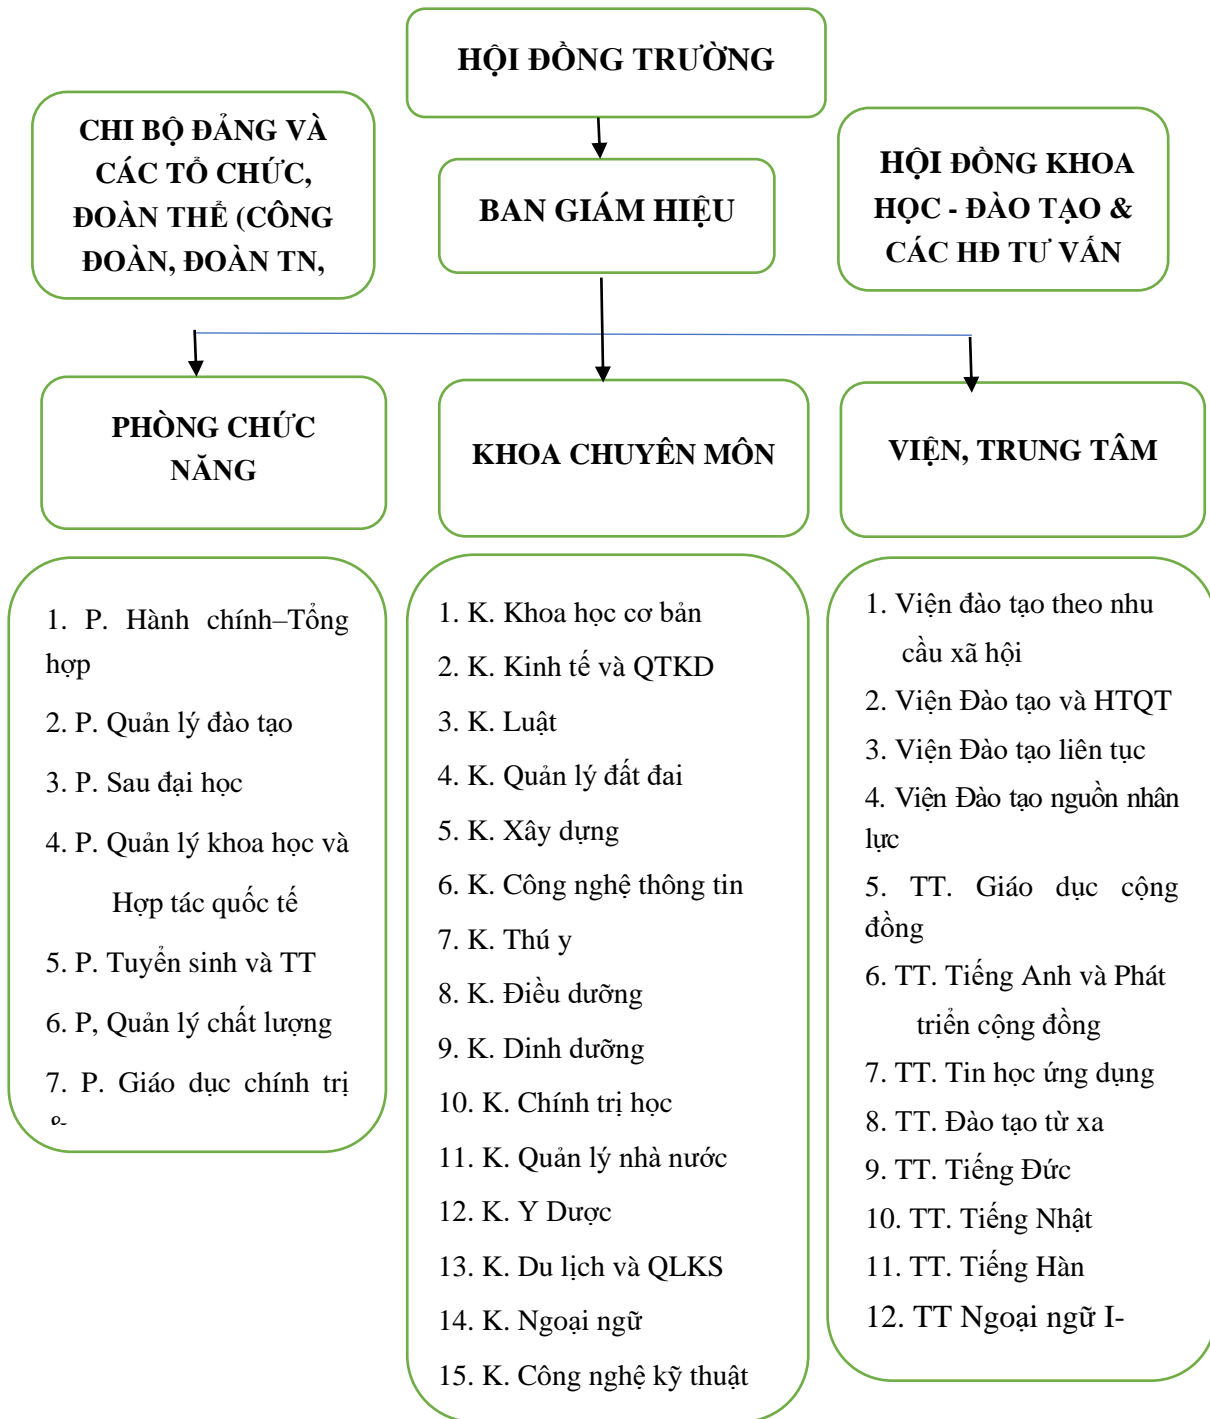 HỘI ĐỒNG TRƯỜNG
CHI BỘ ĐẢNG VÀ
CÁC TỔ CHỨC,
ĐOÀN THỂ (CÔNG
ĐOÀN, ĐOÀN TN,
BAN GIÁM HIỆU
HỘI ĐỒNG KHOA
HỌC - ĐÀO TẠO &
CÁC HĐ TƯ VẤN
PHÒNG CHỨC
NĂNG
KHOA CHUYÊN MÔN
VIỆN, TRUNG TÂM
1. P. Hành chính–Tổng
hợp
2. P. Quản lý đào tạo
3. P. Sau đại học
4. P. Quản lý khoa học và
Hợp tác quốc tế
5. P. Tuyển sinh và TT
6. P, Quản lý chất lượng
7. P. Giáo dục chính trị
&
1. K. Khoa học cơ bản
2. K. Kinh tế và QTKD
3. K. Luật
4. K. Quản lý đất đai
5. K. Xây dựng
6. K. Công nghệ thông tin
7. K. Thú y
8. K. Điều dưỡng
9. K. Dinh dưỡng
10. K. Chính trị học
11. K. Quản lý nhà nước
12. K. Y Dược
13. K. Du lịch và QLKS
14. K. Ngoại ngữ
15. K. Công nghệ kỹ thuật
1. Viện đào tạo theo nhu
cầu xã hội
2. Viện Đào tạo và HTQT
3. Viện Đào tạo liên tục
4. Viện Đào tạo nguồn nhân
lực
5. TT. Giáo dục cộng
đồng
6. TT. Tiếng Anh và Phát
triển cộng đồng
7. TT. Tin học ứng dụng
8. TT. Đào tạo từ xa
9. TT. Tiếng Đức
10. TT. Tiếng Nhật
11. TT. Tiếng Hàn
12. TT Ngoại ngữ I-